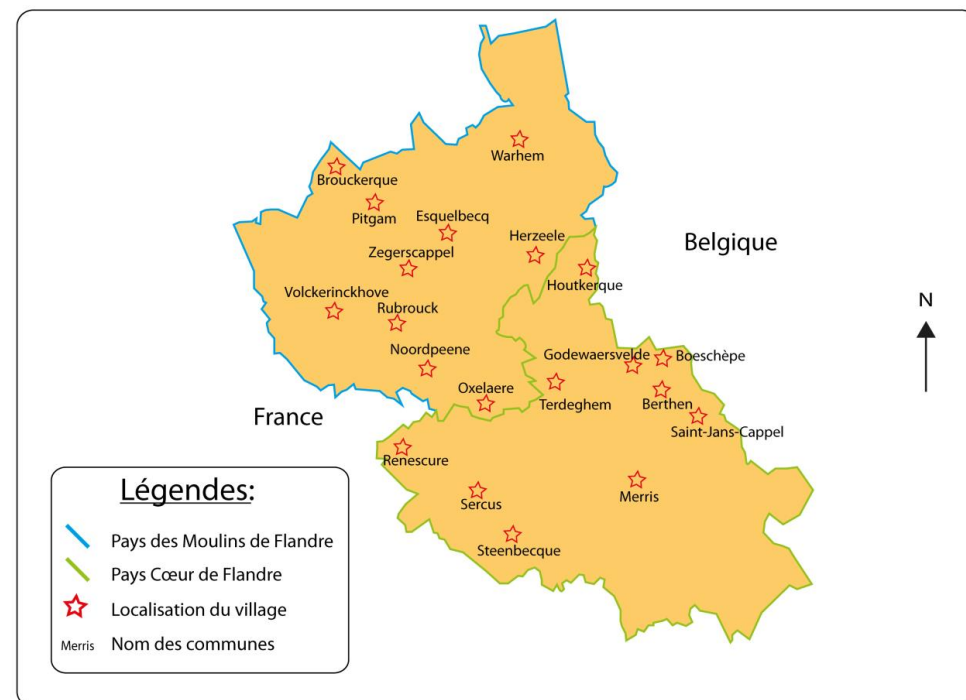 Warhem
Brouckerque
Pitgam
Esquelbecq
Herzeele
Belgique
Zegerscappel
Houtkerque
Volckerinckhove
Rubrouck
N
Noordpeene
Godewaersvelde
Boeschèpe
Oxelaere
Terdeghem
Berthen
France
Saint-Jans-Cappel
Renescure
Sercus
Merris
Steenbecque
Légendes:
Pays des Moulins de Flandre
Pays Cœur de Flandre
Localisation du village
Merris Nom des communes